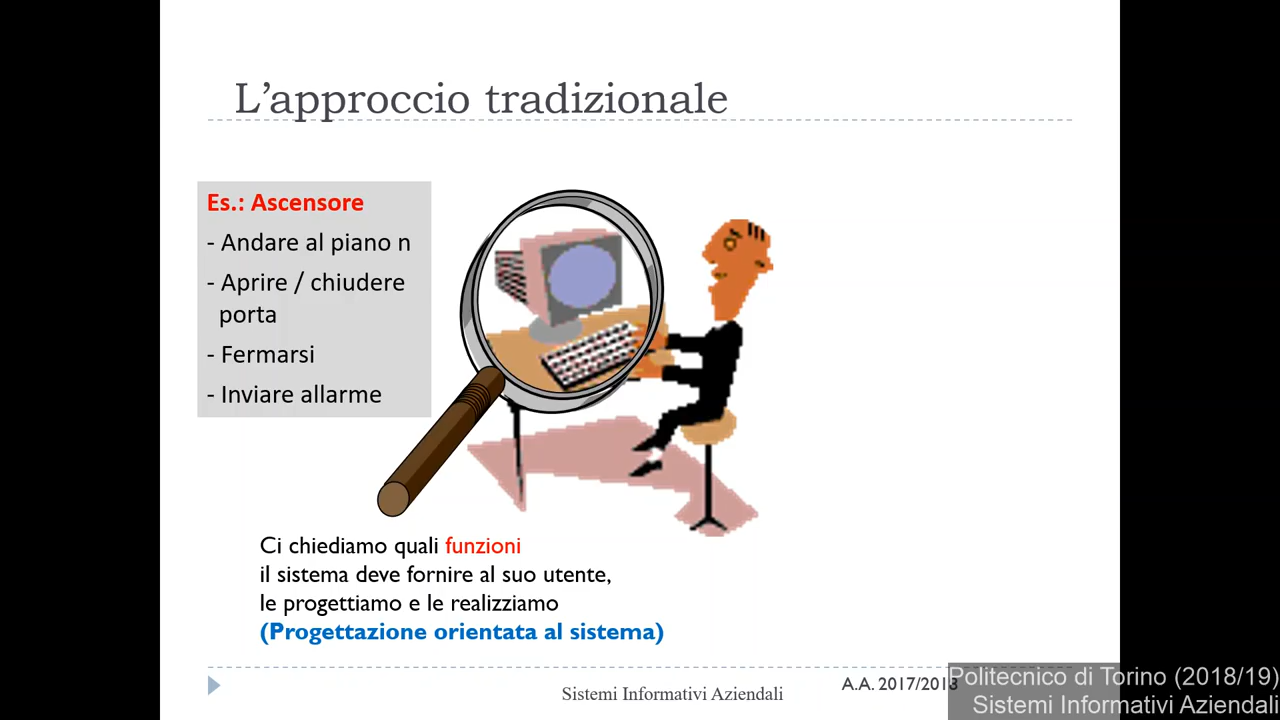 L'approccio tradizionale
Es.: Ascensore
- Andare al piano n
- Aprire / chiudere
porta
- Fermarsi
- Inviare allarme
Ci chiediamo quali funzioni
il sistema deve fornire al suo utente,
le progettiamo e le realizziamo
(Progettazione orientata al sistema)
Sistemi Informativi Aziendali
A.A. 2017/2018
Politecnico di Torino (2018/19)
Sistemi Informativi Aziendali